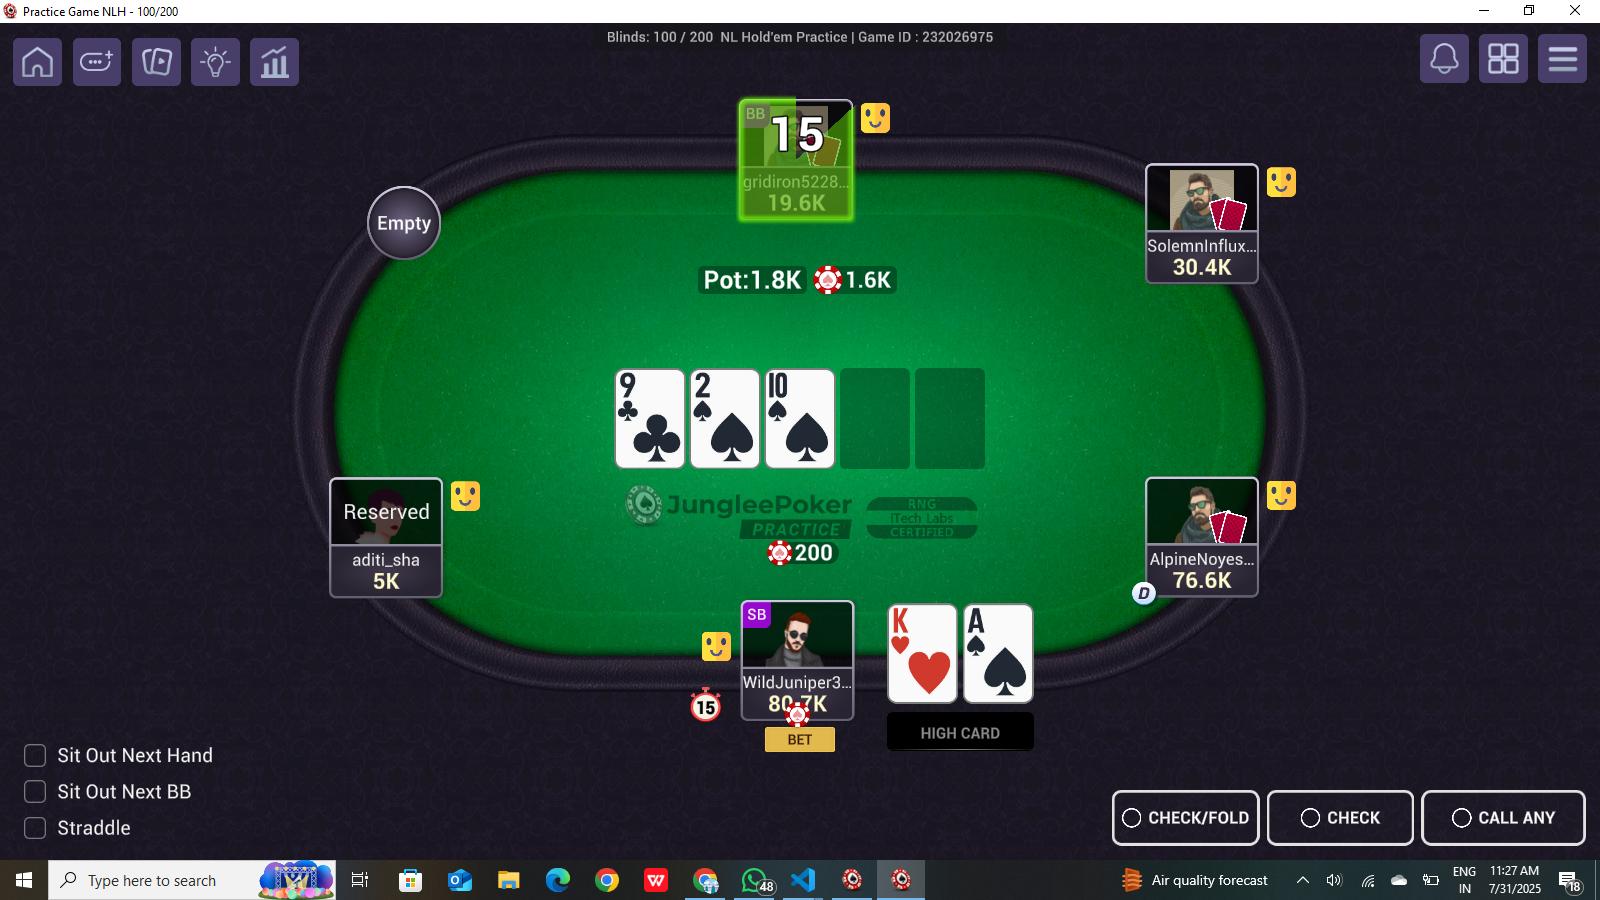 Practice Game NLH - 100/200
Blinds: 100 / 200 NL Hold'em Practice | Game ID : 232026975
BB
15
gridiron5228...
19.6K
Empty
SolemnInflux...
30.4K
Pot:1.8K 1.6K
9 2 10
Reserved
aditi_sha
5K
JungleePoker
PRACTICE
RNG
iTech Labs
CERTIFIED
200
AlpineNoyes...
76.6K
D
SB
WildJuniper3...
80.7K
15
BET
K A
HIGH CARD
Sit Out Next Hand
Sit Out Next BB
Straddle
CHECK/FOLD
CHECK
CALL ANY
Type here to search
48
Air quality forecast
ENG
IN
11:27 AM
7/31/2025
18